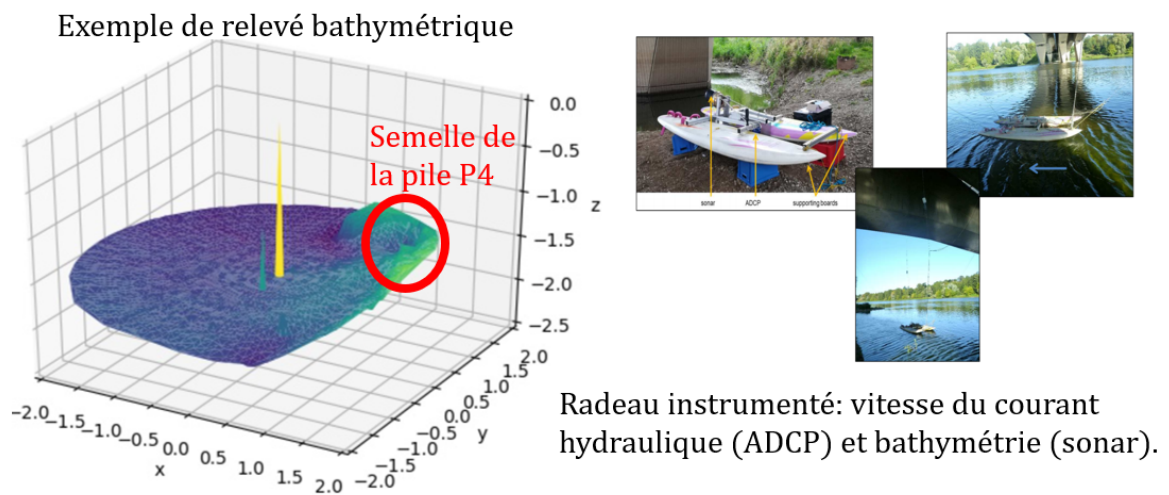 Exemple de relevé bathymétrique
Semelle de
la pile P4
0.0
−0.5
−1.0
−1.5
−2.0
−2.5
z
−2.0
−1.5
−1.0
−0.5
0.0
0.5
1.0
1.5
2.0
x
−2.0
−1.5
−1.0
−0.5
0.0
0.5
1.0
1.5
2.0
y
sonar
ADCP
supporting boards
Radeau instrumenté: vitesse du courant
hydraulique (ADCP) et bathymétrie (sonar).